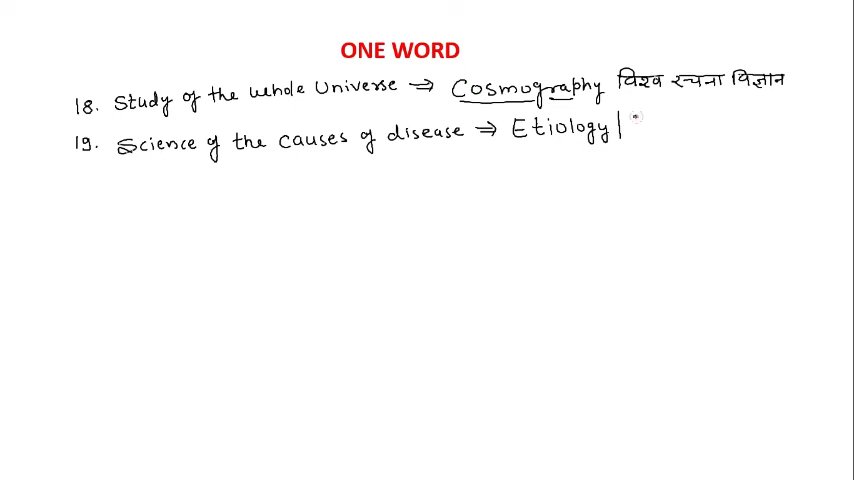 ONE WORD
18. Study of the whole Universe ⇒ Cosmography विश्व रचना विज्ञान
19. Science of the causes of disease ⇒ Etiology |